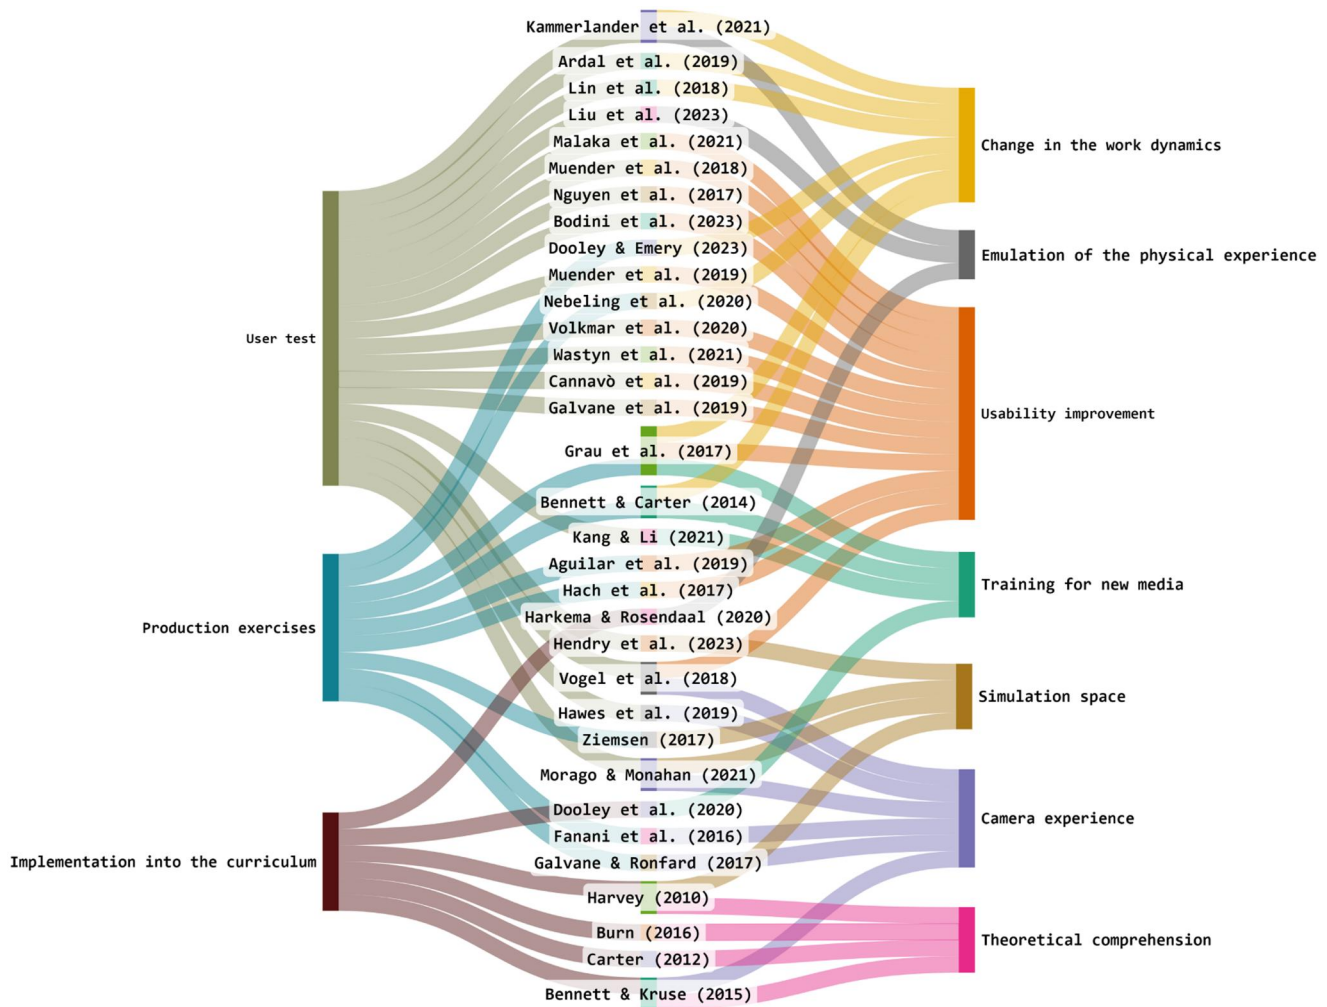 User test
Production exercises
Implementation into the curriculum
Kammerlander et al. (2021)
Ardal et al. (2019)
Lin et al. (2018)
Liu et al. (2023)
Malaka et al. (2021)
Muender et al. (2018)
Nguyen et al. (2017)
Bodini et al. (2023)
Dooley & Emery (2023)
Muender et al. (2019)
Nebeling et al. (2020)
Volkmar et al. (2020)
Wastyn et al. (2021)
Cannavò et al. (2019)
Galvane et al. (2019)
Grau et al. (2017)
Bennett & Carter (2014)
Kang & Li (2021)
Aguilar et al. (2019)
Hach et al. (2017)
Harkema & Rosendaal (2020)
Hendry et al. (2023)
Vogel et al. (2018)
Hawes et al. (2019)
Ziemsen (2017)
Morago & Monahan (2021)
Dooley et al. (2020)
Fanani et al. (2016)
Galvane & Ronfard (2017)
Harvey (2010)
Burn (2016)
Carter (2012)
Bennett & Kruse (2015)
Change in the work dynamics
Emulation of the physical experience
Usability improvement
Training for new media
Simulation space
Camera experience
Theoretical comprehension